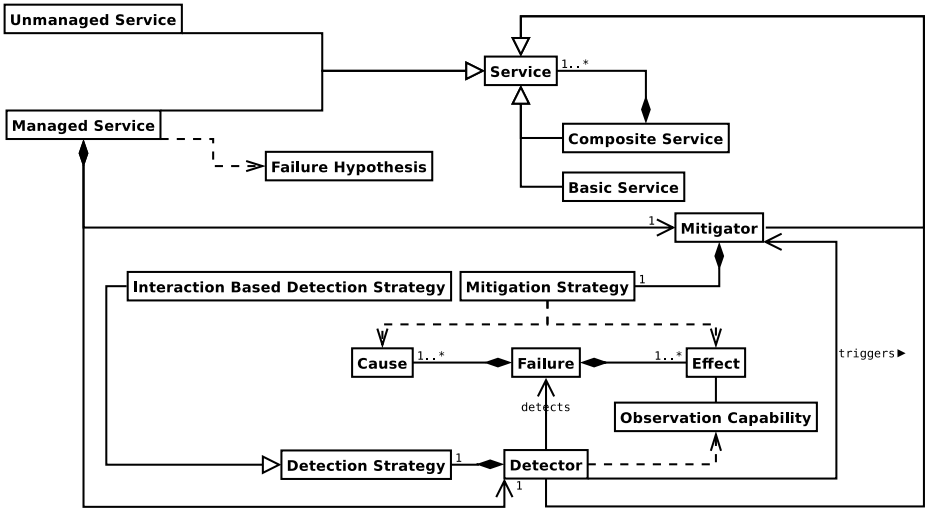 Unmanaged Service
Service
1..*
Managed Service
Composite Service
Failure Hypothesis
Basic Service
1
Mitigator
Interaction Based Detection Strategy
Mitigation Strategy
1
Cause
1..*
Failure
1..*
Effect
triggers►
detects
Observation Capability
Detection Strategy
1
Detector
1